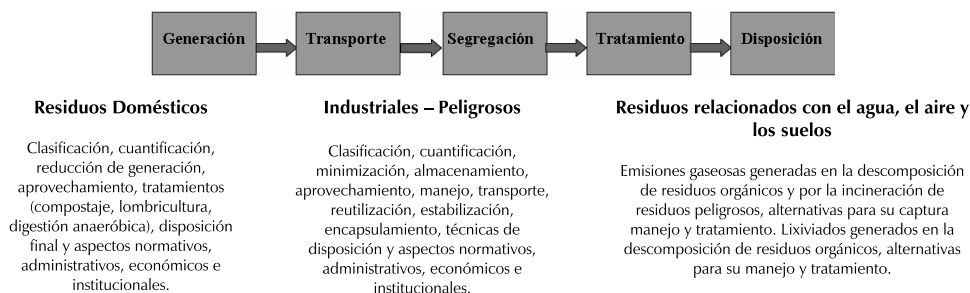 Generación
Transporte
Segregación
Tratamiento
Disposición
Residuos Domésticos
Clasificación, cuantificación,
reducción de generación,
aprovechamiento, tratamientos
(compostaje, lombricultura,
digestión anaeróbica), disposición
final y aspectos normativos,
administrativos, económicos e
institucionales.
Industriales – Peligrosos
Clasificación, cuantificación,
minimización, almacenamiento,
aprovechamiento, manejo, transporte,
reutilización, estabilización,
encapsulamiento, técnicas de
disposición y aspectos normativos,
administrativos, económicos e
institucionales.
Residuos relacionados con el agua, el aire y
los suelos
Emisiones gaseosas generadas en la descomposición
de residuos orgánicos y por la incineración de
residuos peligrosos, alternativas para su captura
manejo y tratamiento. Lixiviados generados en la
descomposición de residuos orgánicos, alternativas
para su manejo y tratamiento.